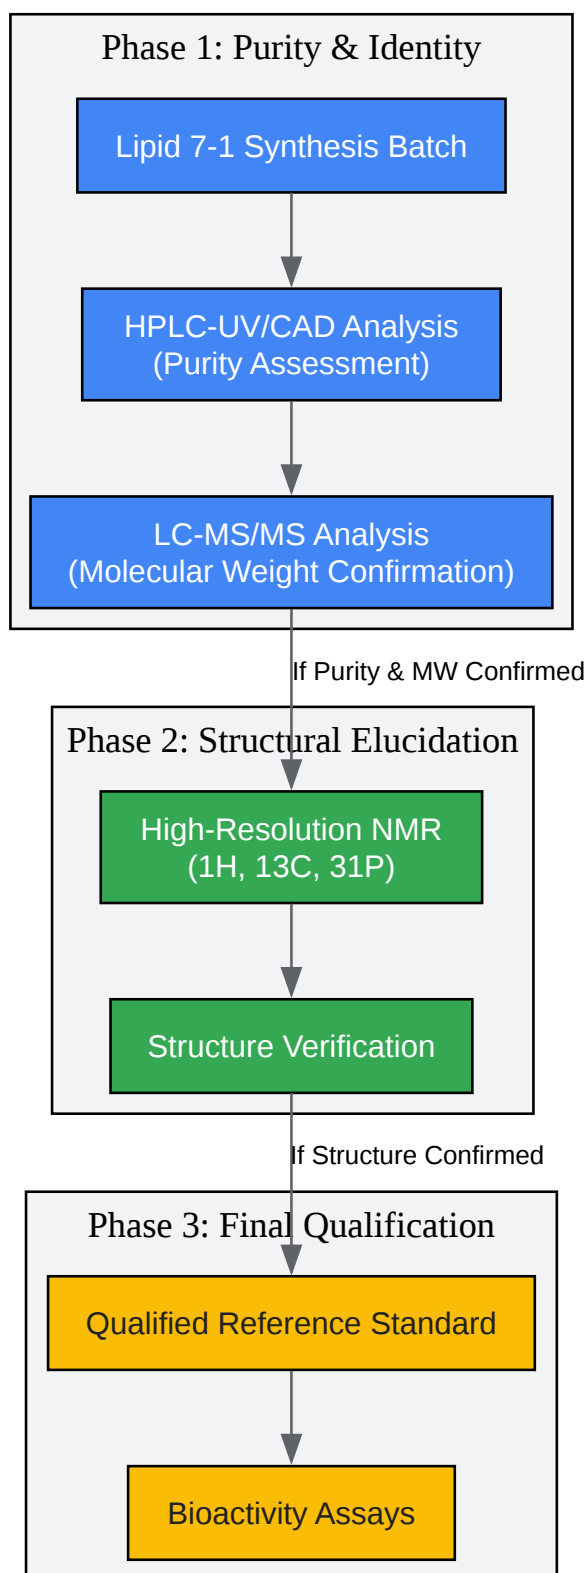 Phase 1: Purity & Identity
Lipid 7-1 Synthesis Batch
HPLC-UV/CAD Analysis
(Purity Assessment)
LC-MS/MS Analysis
(Molecular Weight Confirmation)
If Purity & MW Confirmed
Phase 2: Structural Elucidation
High-Resolution NMR
(1H, 13C, 31P)
Structure Verification
If Structure Confirmed
Phase 3: Final Qualification
Qualified Reference Standard
Bioactivity Assays